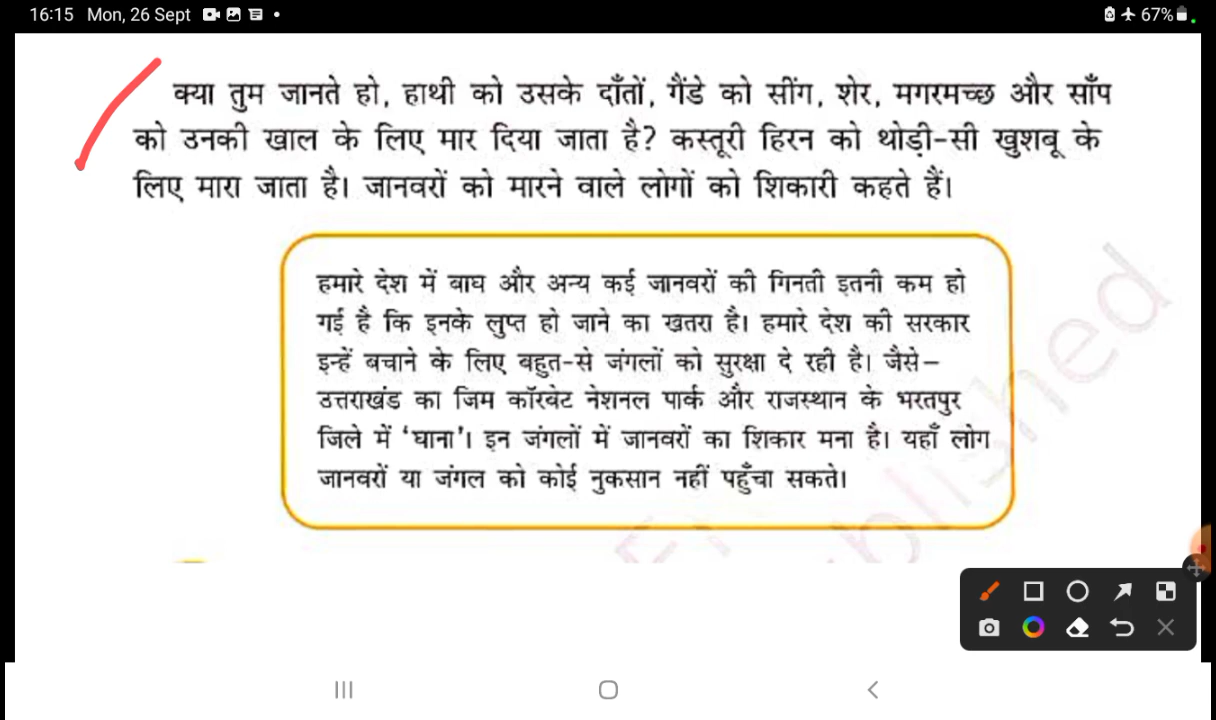 16:15 Mon, 26 Sept
67%
क्या तुम जानते हो, हाथी को उसके दाँतों, गैंडे को सींग, शेर, मगरमच्छ और साँप
को उनकी खाल के लिए मार दिया जाता है? कस्तूरी हिरन को थोड़ी-सी खुशबू के
लिए मारा जाता है। जानवरों को मारने वाले लोगों को शिकारी कहते हैं।
हमारे देश में बाघ और अन्य कई जानवरों की गिनती इतनी कम हो
गई है कि इनके लुप्त हो जाने का खतरा है। हमारे देश की सरकार
इन्हें बचाने के लिए बहुत-से जंगलों को सुरक्षा दे रही है। जैसे–
उत्तराखंड का जिम कॉरबेट नेशनल पार्क और राजस्थान के भरतपुर
जिले में ‘घाना’। इन जंगलों में जानवरों का शिकार मना है। यहाँ लोग
जानवरों या जंगल को कोई नुकसान नहीं पहुँचा सकते।